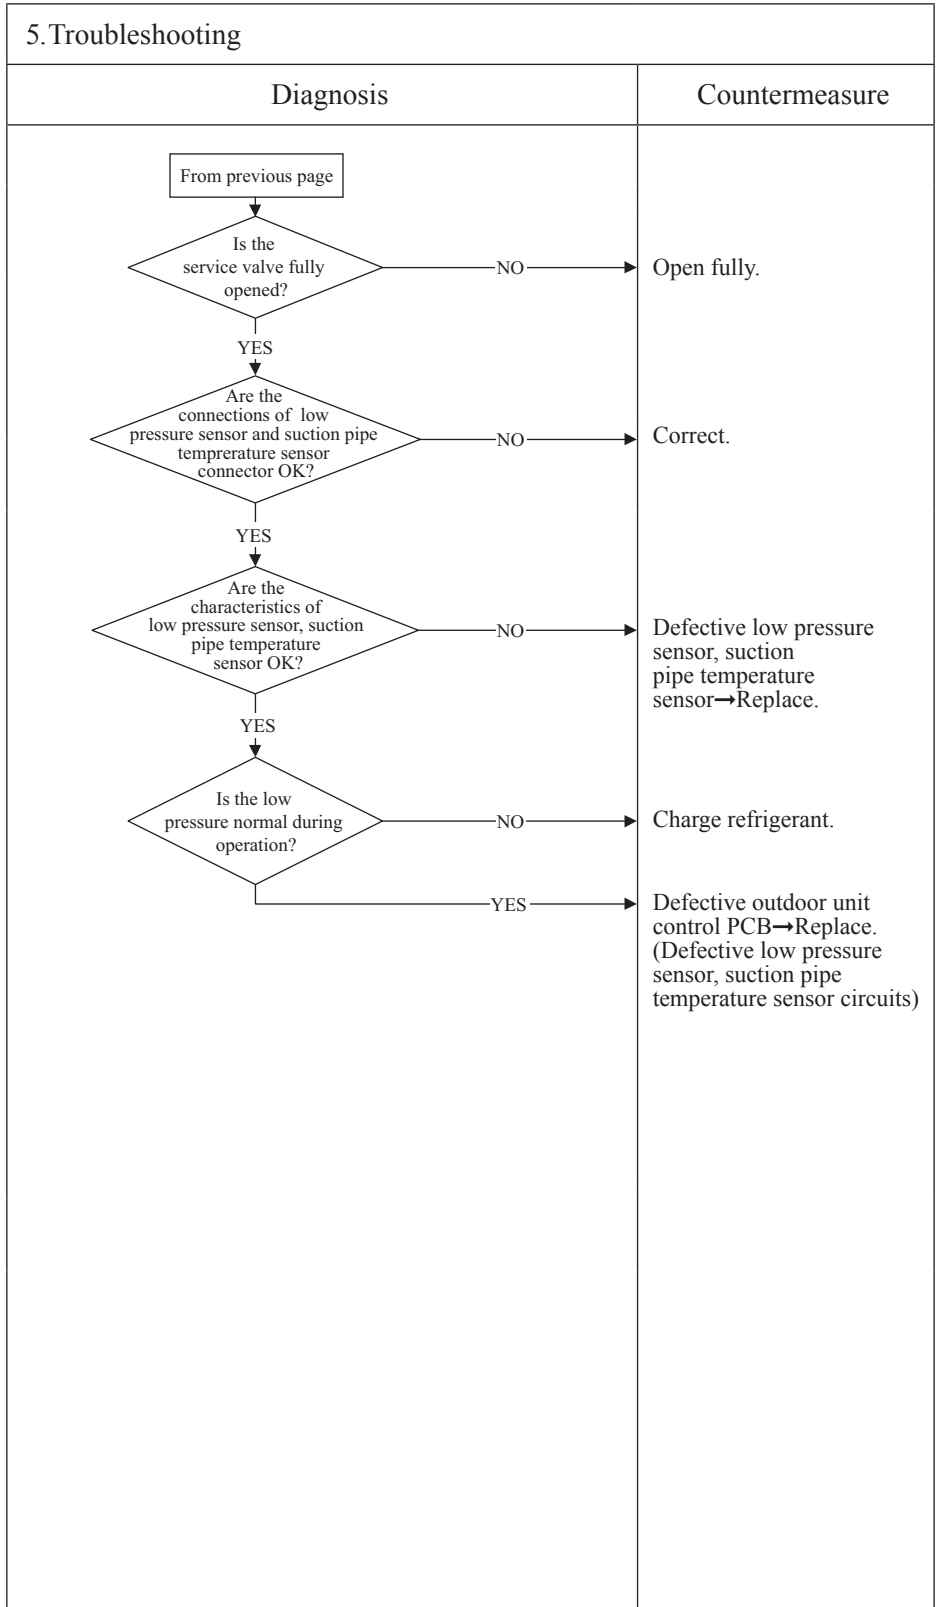 5.Troubleshooting
Diagnosis
Countermeasure
From previous page
Is the
service valve fully
opened?
NO
Open fully.
YES
Are the
connections of low
pressure sensor and suction pipe
temprerature sensor
connector OK?
NO
Correct.
YES
Are the
characteristics of
low pressure sensor, suction
pipe temperature
sensor OK?
NO
Defective low pressure
sensor, suction
pipe temperature
sensor→Replace.
YES
Is the low
pressure normal during
operation?
NO
Charge refrigerant.
YES
Defective outdoor unit
control PCB→Replace.
(Defective low pressure
sensor, suction pipe
temperature sensor circuits)